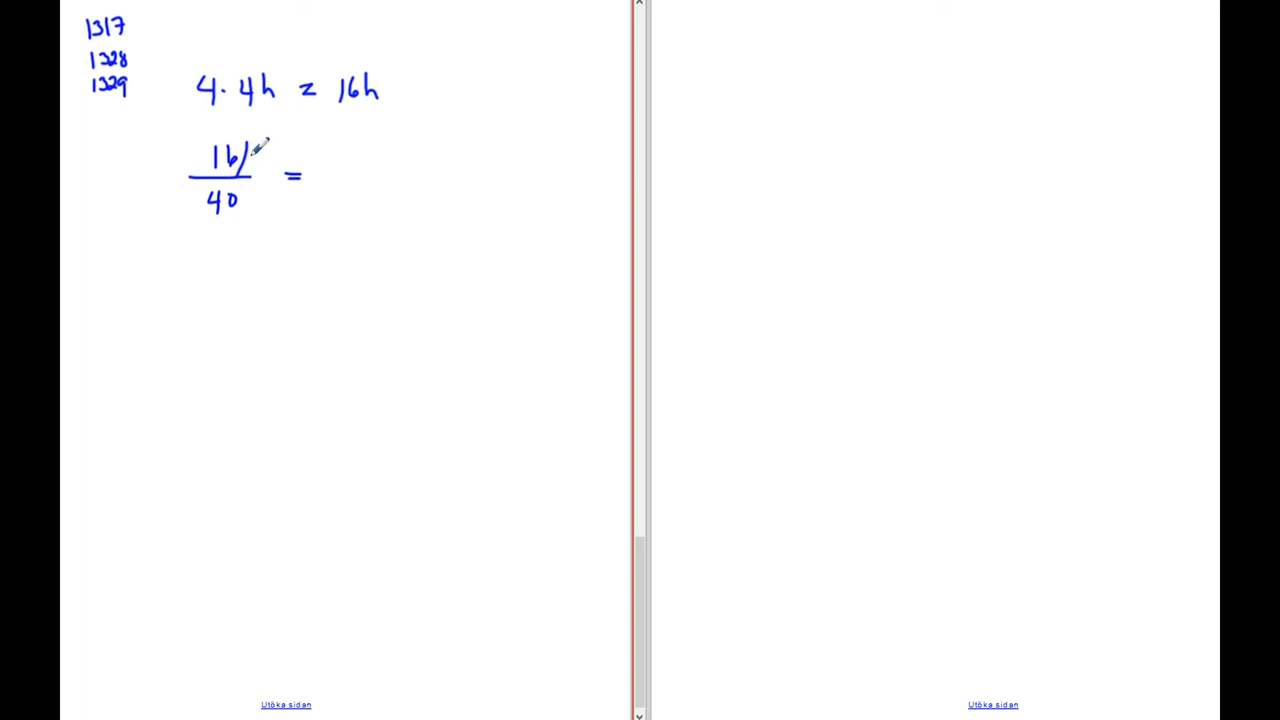 1317
1328
1329
4 · 4h = 16h
16/
40
=
Utöka sidan
Utöka sidan